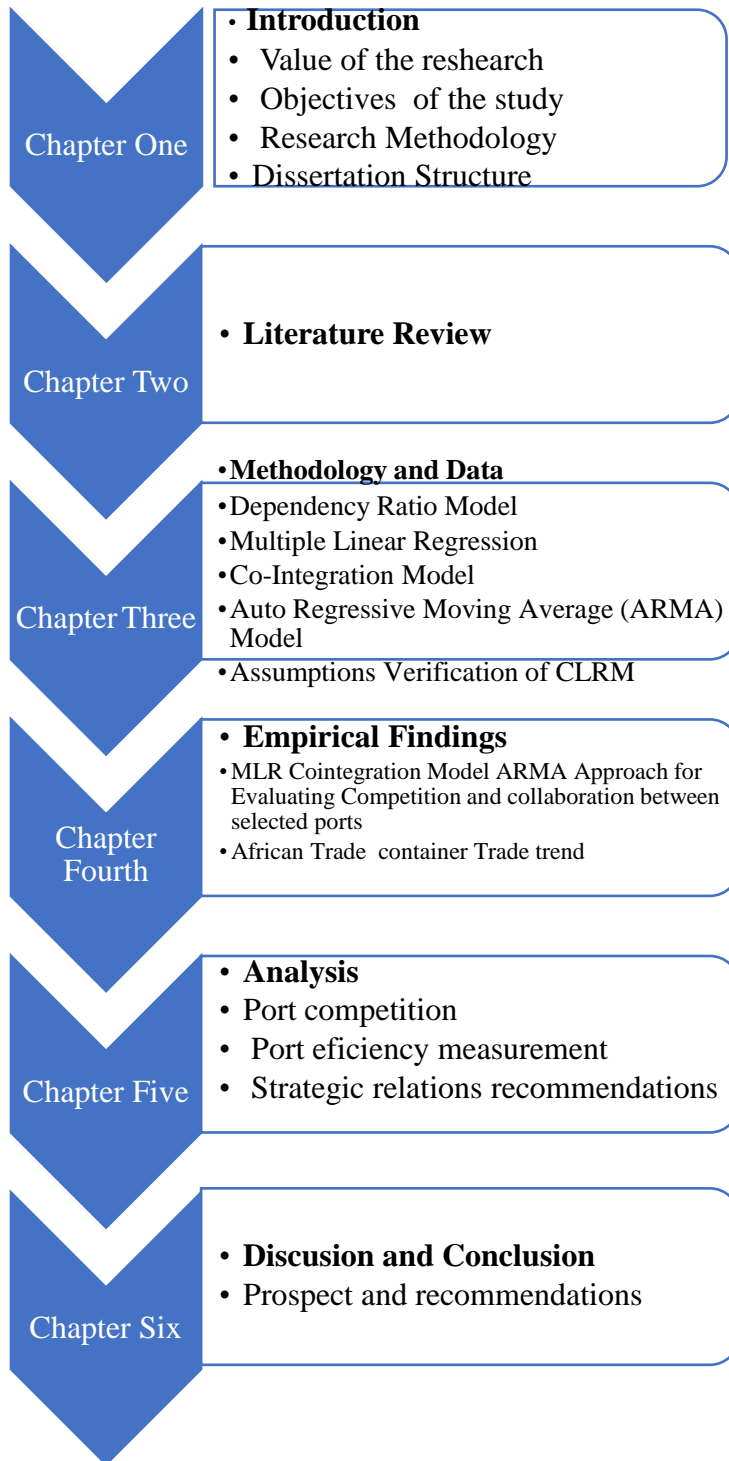 • Introduction
• Value of the reshearch
• Objectives of the study
Chapter One
• Research Methodology
• Dissertation Structure
• Literature Review
Chapter Two
• Methodology and Data
• Dependency Ratio Model
• Multiple Linear Regression
• Co-Integration Model
Chapter Three
• Auto Regressive Moving Average (ARMA)
Model
• Assumptions Verification of CLRM
• Empirical Findings
• MLR Cointegration Model ARMA Approach for
Evaluating Competition and collaboration between
selected ports
Chapter
Fourth
• African Trade container Trade trend
• Analysis
• Port competition
• Port eficiency measurement
Chapter Five
• Strategic relations recommendations
• Discusion and Conclusion
• Prospect and recommendations
Chapter Six